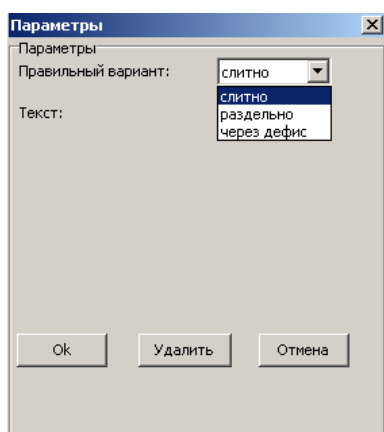 Параметры
Параметры
Правильный вариант: слитно
слитно
Текст: раздельно
через дефис
Ok Удалить Отмена